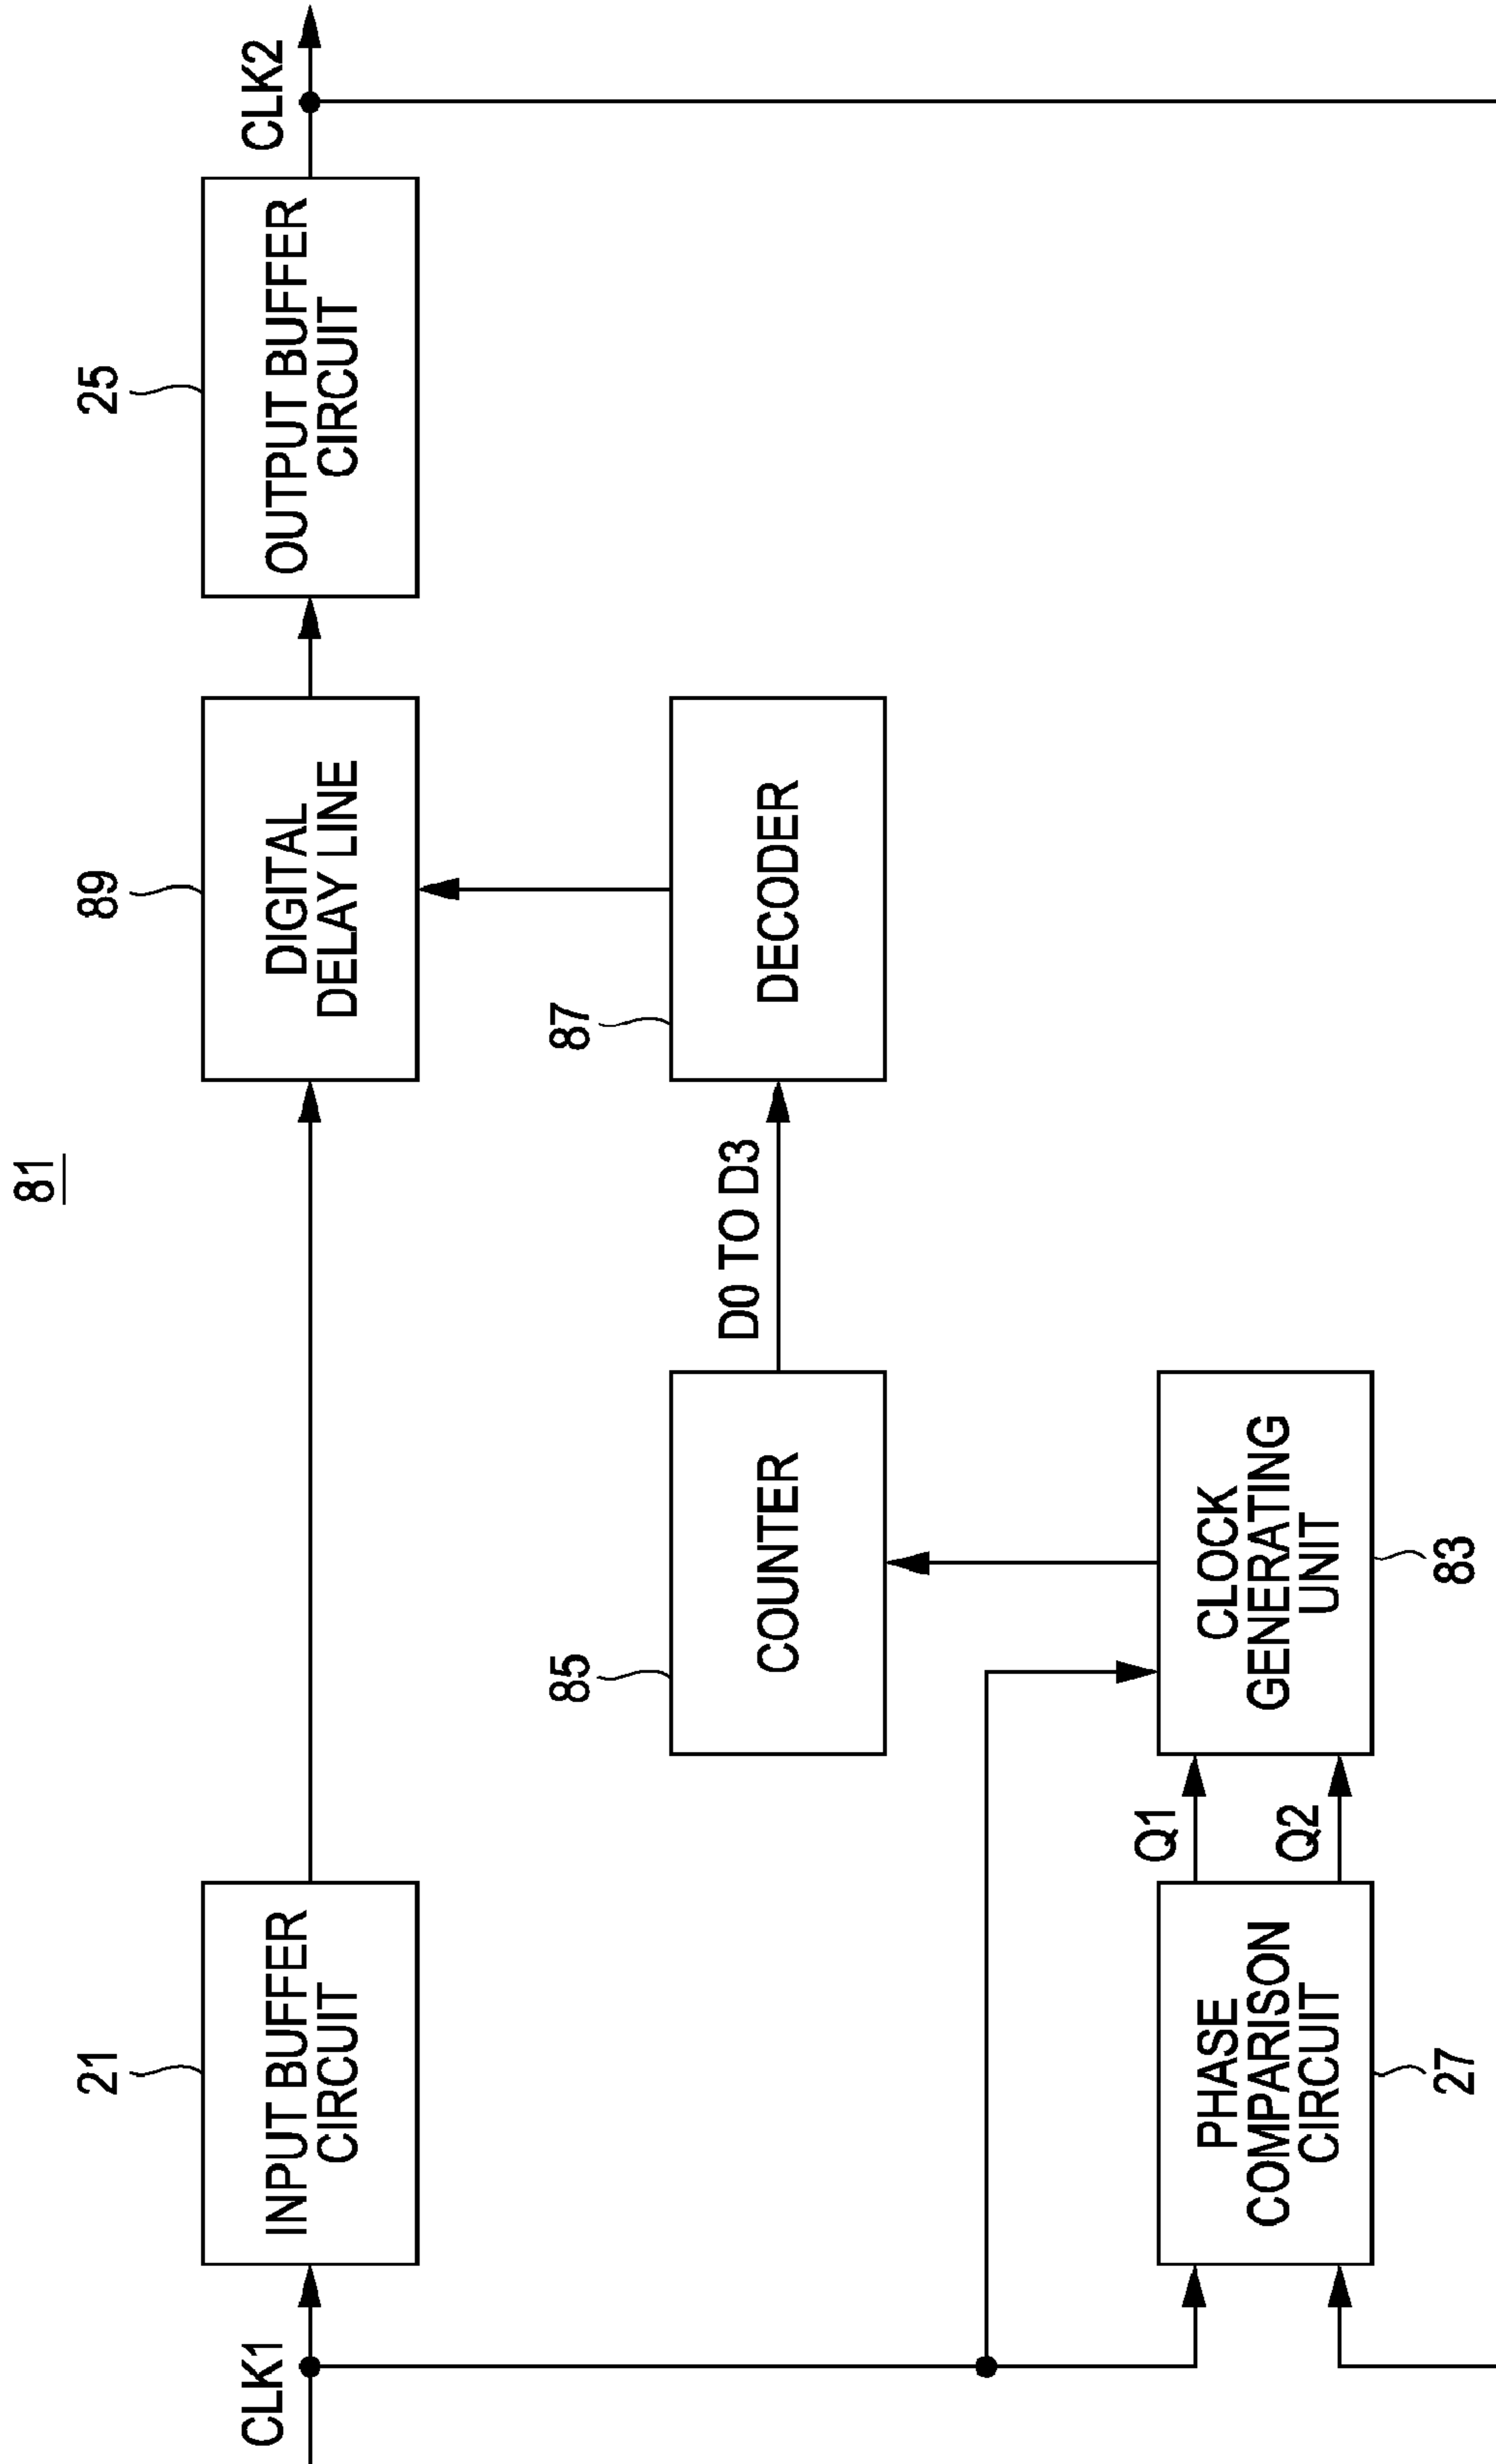 81
21
89
25
CLK1
INPUT BUFFER
CIRCUIT
DIGITAL
DELAY LINE
OUTPUT BUFFER
CIRCUIT
CLK2
85
87
COUNTER
D0 TO D3
DECODER
PHASE
COMPARISON
CIRCUIT
Q1
Q2
CLOCK
GENERATING
UNIT
27
83